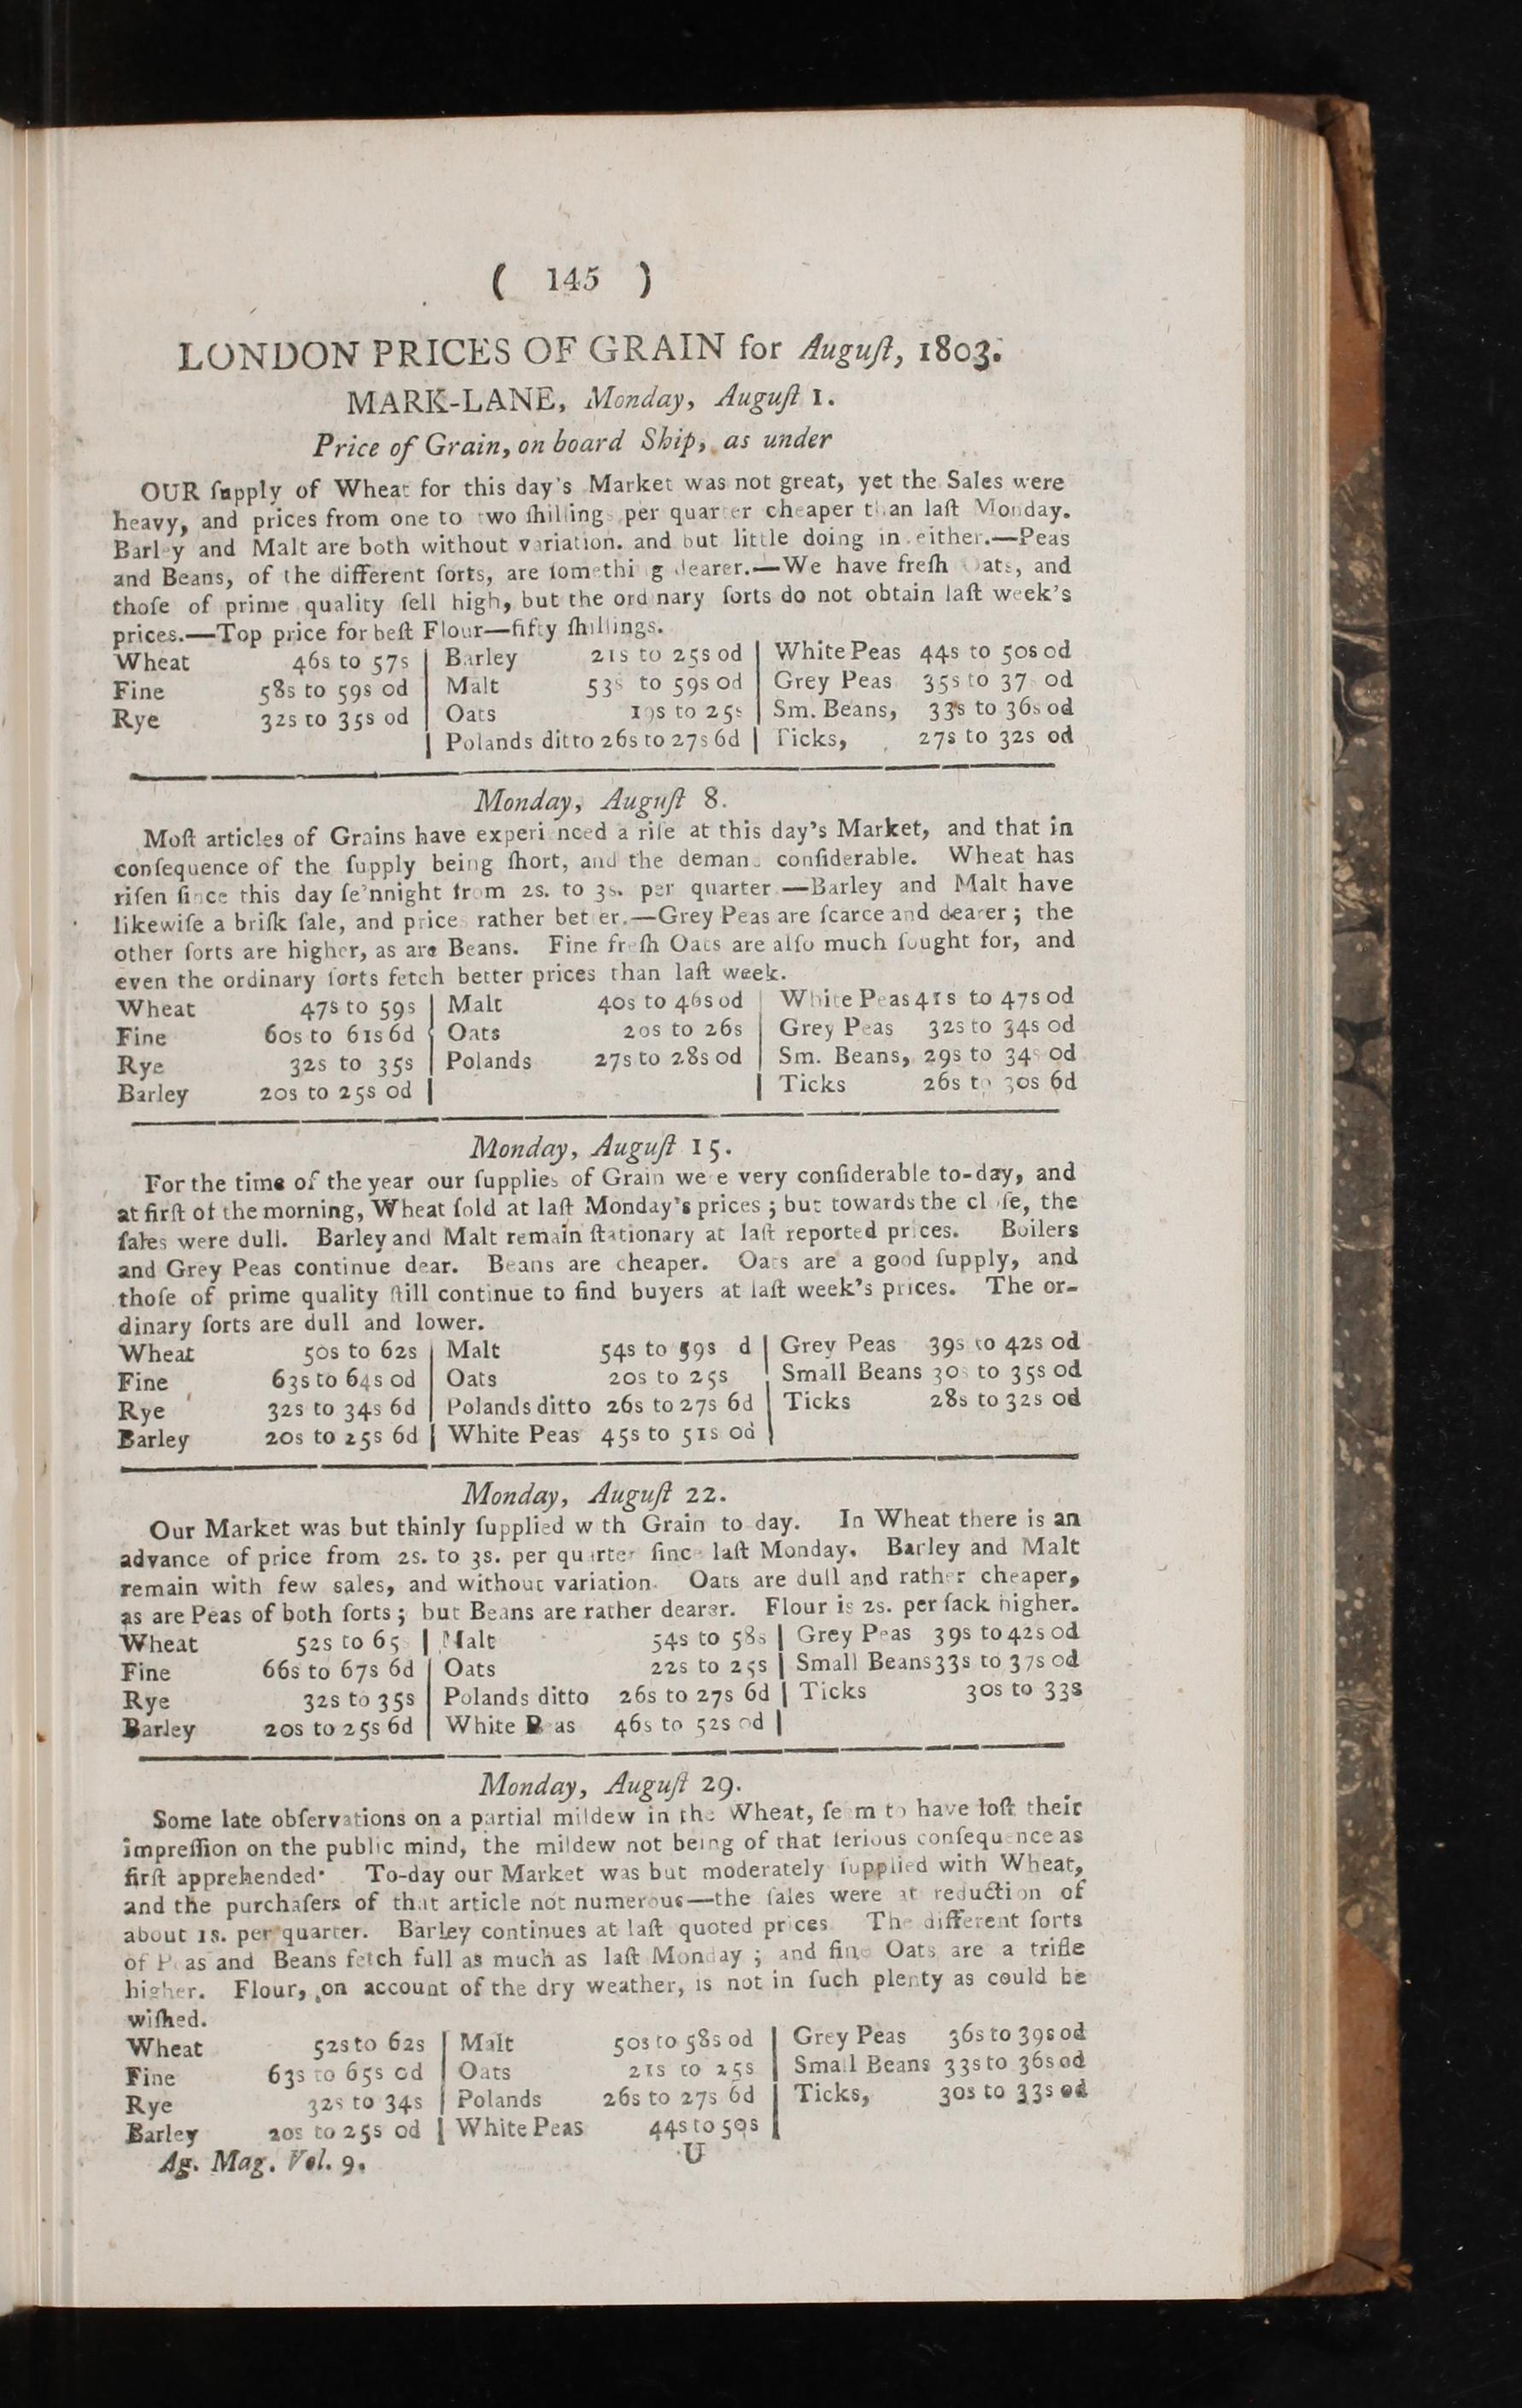 ( 145 )
LONDON PRICES OF GRAIN for Auguſt, 1803.
MARK-LANE, Monday, Auguſt 1.
Price of Grain, on board Ship, as under
OUR ſupply of Wheat for this day's Market was not great, yet the Sales were
heavy, and prices from one to two ſhillings per quarter cheaper than laſt Monday.
Barley and Malt are both without variation. and but little doing in either.—Peas
and Beans, of the different ſorts, are ſomething dearer.—We have freſh Oats, and
thoſe of prime quality ſell high, but the ordinary ſorts do not obtain laſt week's
prices.—Top price for beſt Flour—fifty ſhillings.
Wheat 46s to 57s | Barley 21s to 25s od | White Peas 44s to 50s od
Fine 58s to 59s od | Malt 53s to 59s od | Grey Peas 35s to 37 od
Rye 32s to 35s od | Oats 19s to 25s | Sm. Beans, 33s to 36s od
| Polands ditto 26s to 27s 6d | Ticks, 27s to 32s od
Monday, Auguſt 8.
Moſt articles of Grains have experienced a riſe at this day's Market, and that in
conſequence of the ſupply being ſhort, and the demand conſiderable. Wheat has
riſen ſince this day ſe'nnight from 2s. to 3s. per quarter.—Barley and Malt have
likewiſe a briſk ſale, and prices rather better.—Grey Peas are ſcarce and dearer; the
other ſorts are higher, as are Beans. Fine freſh Oats are alſo much ſought for, and
even the ordinary ſorts fetch better prices than laſt week.
Wheat 47s to 59s | Malt 40s to 46s od | White Peas 41s to 47s od
Fine 60s to 61s 6d | Oats 20s to 26s | Grey Peas 32s to 34s od
Rye 32s to 35s | Polands 27s to 28s od | Sm. Beans, 29s to 34s od
Barley 20s to 25s od | | Ticks 26s to 30s 6d
Monday, Auguſt 15.
For the time of the year our ſupplies of Grain were very conſiderable to-day, and
at firſt of the morning, Wheat ſold at laſt Monday's prices; but towards the cloſe, the
ſales were dull. Barley and Malt remain ſtationary at laſt reported prices. Boilers
and Grey Peas continue dear. Beans are cheaper. Oats are a good ſupply, and
thoſe of prime quality ſtill continue to find buyers at laſt week's prices. The or-
dinary ſorts are dull and lower.
Wheat 50s to 62s | Malt 54s to 59s d | Grey Peas 39s to 42s od
Fine 63s to 64s od | Oats 20s to 25s | Small Beans 30s to 35s od
Rye 32s to 34s 6d | Polands ditto 26s to 27s 6d | Ticks 28s to 32s od
Barley 20s to 25s 6d | White Peas 45s to 51s od |
Monday, Auguſt 22.
Our Market was but thinly ſupplied with Grain to-day. In Wheat there is an
advance of price from 2s. to 3s. per quarter ſince laſt Monday. Barley and Malt
remain with few sales, and without variation. Oats are dull and rather cheaper,
as are Peas of both ſorts; but Beans are rather dearer. Flour is 2s. per ſack higher.
Wheat 52s to 65 | Malt 54s to 58s | Grey Peas 39s to 42s od
Fine 66s to 67s 6d | Oats 22s to 25s | Small Beans 33s to 37s od
Rye 32s to 35s | Polands ditto 26s to 27s 6d | Ticks 30s to 33s
Barley 20s to 25s 6d | White Peas 46s to 52s od |
Monday, Auguſt 29.
Some late obſervations on a partial mildew in the Wheat, ſeem to have loſt their
impreſſion on the public mind, the mildew not being of that ſerious conſequence as
firſt apprehended· To-day our Market was but moderately ſupplied with Wheat,
and the purchaſers of that article not numerous—the ſales were at reduction of
about 1s. per quarter. Barley continues at laſt quoted prices. The different ſorts
of Peas and Beans fetch full as much as laſt Monday; and fine Oats are a trifle
higher. Flour, on account of the dry weather, is not in ſuch plenty as could be
wiſhed.
Wheat 52s to 62s | Malt 50s to 58s od | Grey Peas 36s to 39s od
Fine 63s to 65s od | Oats 21s to 25s | Small Beans 33s to 36s od
Rye 32s to 34s | Polands 26s to 27s 6d | Ticks, 30s to 33s od
Barley 20s to 25s od | White Peas 44s to 50s |
Ag. Mag. Vol. 9. U